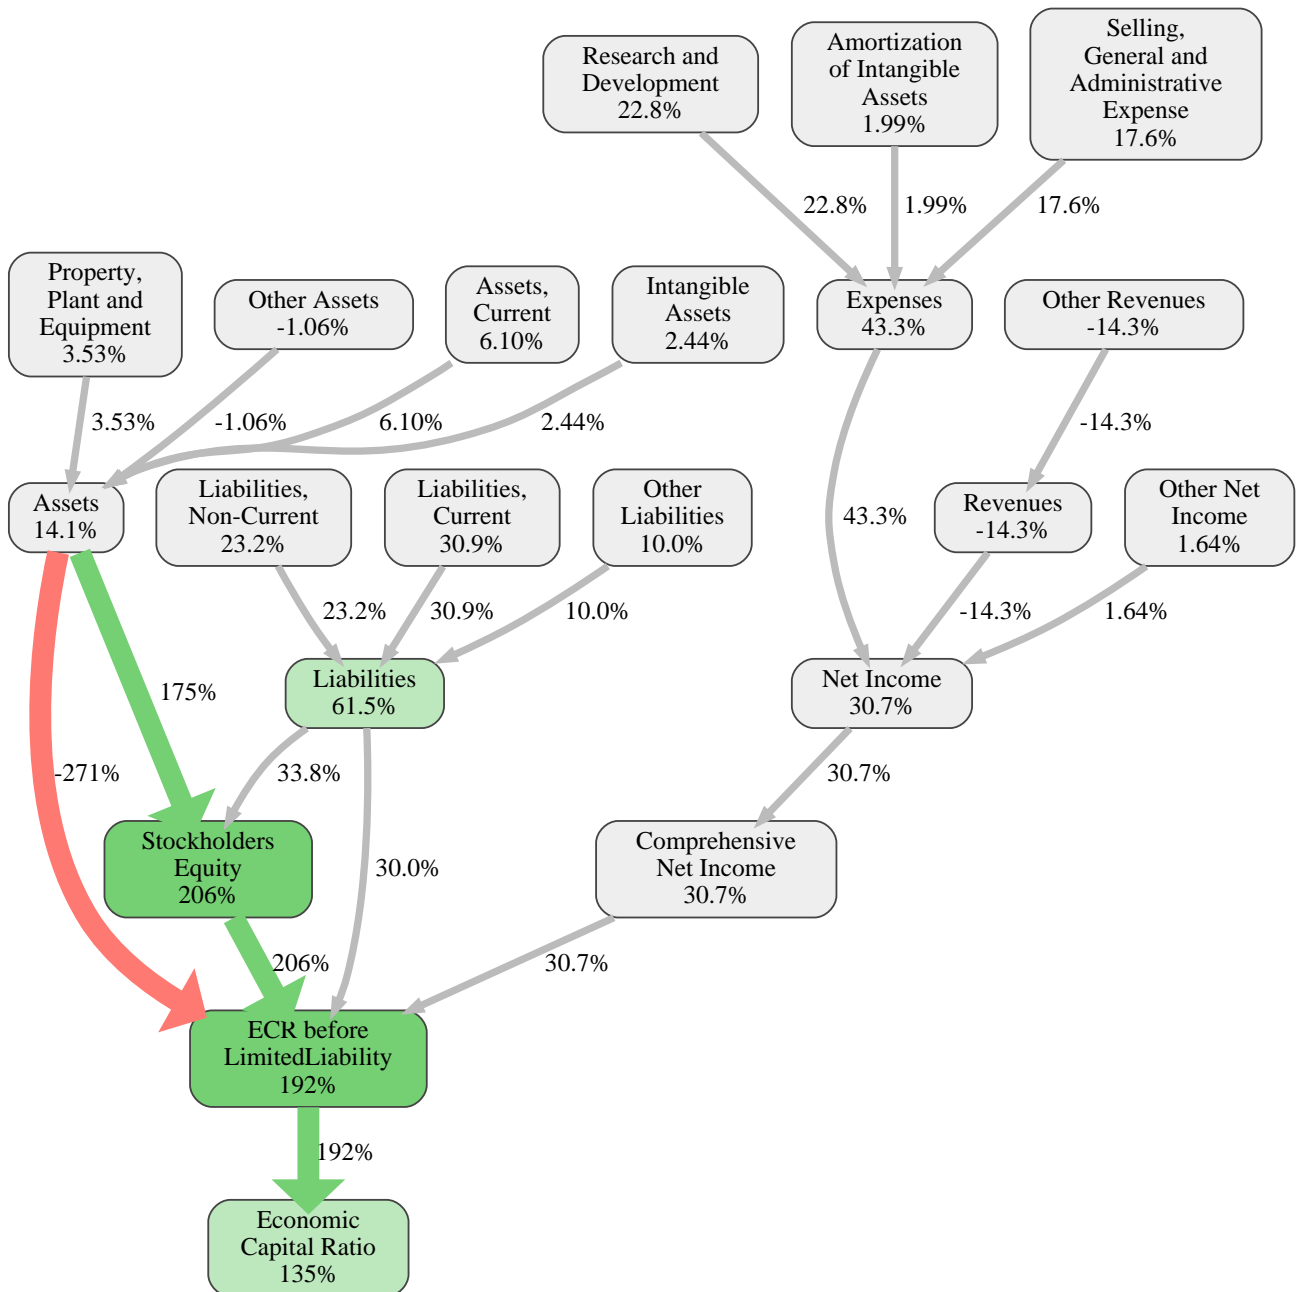 Research and
Development
22.8%
Amortization
of Intangible
Assets
1.99%
Selling,
General and
Administrative
Expense
17.6%
22.8%
1.99%
17.6%
Property,
Plant and
Equipment
3.53%
Other Assets
-1.06%
Assets,
Current
6.10%
Intangible
Assets
2.44%
Expenses
43.3%
Other Revenues
-14.3%
3.53%
-1.06%
6.10%
2.44%
-14.3%
Assets
14.1%
Liabilities,
Non-Current
23.2%
Liabilities,
Current
30.9%
Other
Liabilities
10.0%
43.3%
Revenues
-14.3%
Other Net
Income
1.64%
23.2%
30.9%
10.0%
-14.3%
1.64%
175%
Liabilities
61.5%
Net Income
30.7%
-271%
33.8%
30.7%
Stockholders
Equity
206%
30.0%
Comprehensive
Net Income
30.7%
206%
30.7%
ECR before
LimitedLiability
192%
192%
Economic
Capital Ratio
135%